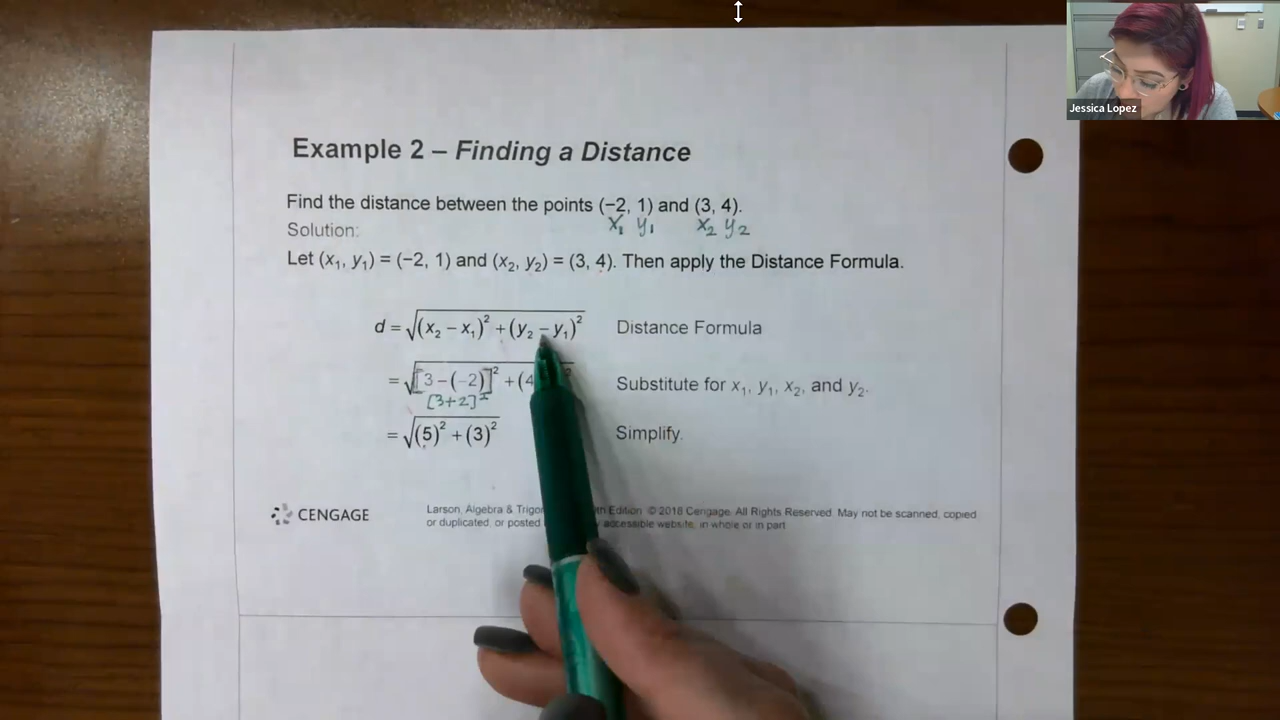 Jessica Lopez
Example 2 – Finding a Distance
Find the distance between the points (−2, 1) and (3, 4).
x₁ y₁ x₂ y₂
Solution:
Let (x₁, y₁) = (−2, 1) and (x₂, y₂) = (3, 4). Then apply the Distance Formula.
d = √(x₂ − x₁)² + (y₂ − y₁)² Distance Formula
= √[3 − (−2)]² + (4 ² Substitute for x₁, y₁, x₂, and y₂.
[3+2]²
= √(5)² + (3)² Simplify.
CENGAGE
Larson, Algebra & Edition. © 2018 Cengage. All Rights Reserved. May not be scanned, copied
or duplicated, or posted accessible website, in whole or in part.